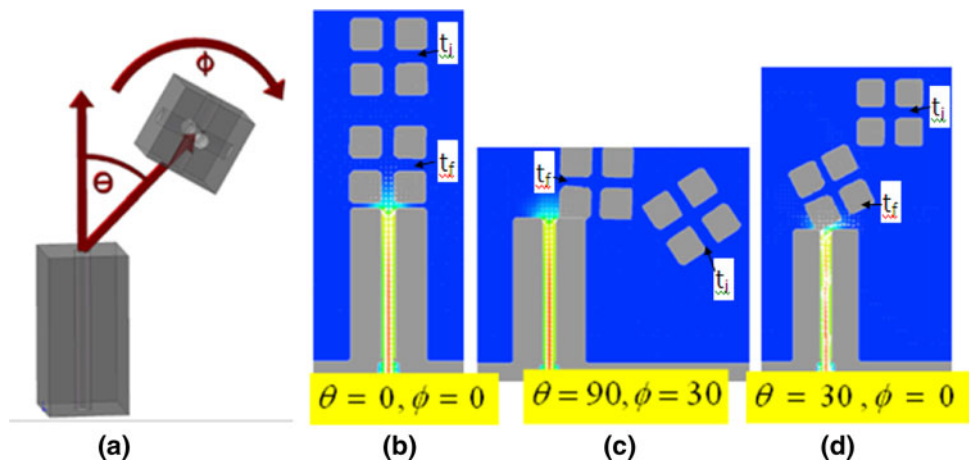 ϕ
Θ
(a)
t_i
t_f
θ = 0, ϕ = 0
(b)
t_f
t_i
θ = 90, ϕ = 30
(c)
t_i
t_f
θ = 30, ϕ = 0
(d)